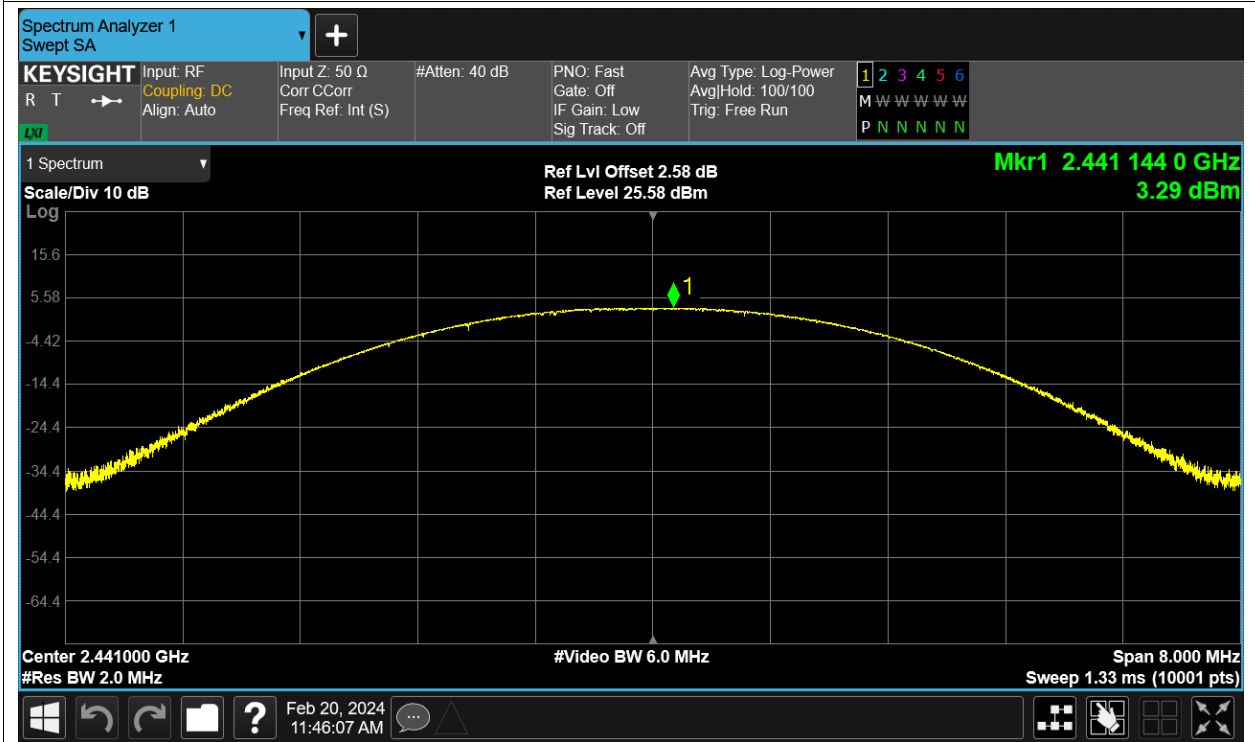 Spectrum Analyzer 1
Swept SA
+
KEYSIGHT
R T
LXI
Input: RF
Coupling: DC
Align: Auto
Input Z: 50 Ω
Corr CCorr
Freq Ref: Int (S)
#Atten: 40 dB
PNO: Fast
Gate: Off
IF Gain: Low
Sig Track: Off
Avg Type: Log-Power
Avg|Hold: 100/100
Trig: Free Run
1 2 3 4 5 6
M W W W W W
P N N N N N
1 Spectrum
Scale/Div 10 dB
Log
Ref Lvl Offset 2.58 dB
Ref Level 25.58 dBm
Mkr1 2.441 144 0 GHz
3.29 dBm
15.6
5.58
-4.42
-14.4
-24.4
-34.4
-44.4
-54.4
-64.4
1
Center 2.441000 GHz
#Res BW 2.0 MHz
#Video BW 6.0 MHz
Span 8.000 MHz
Sweep 1.33 ms (10001 pts)
?
Feb 20, 2024
11:46:07 AM